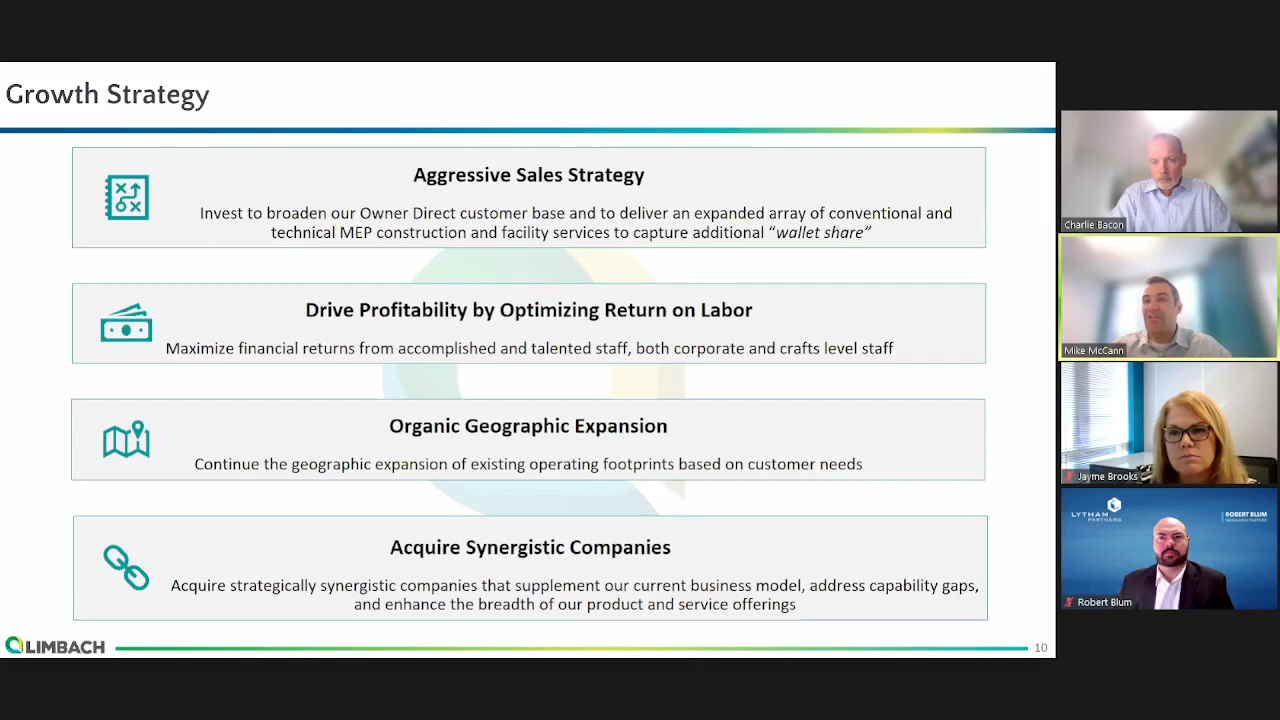 Growth Strategy
Aggressive Sales Strategy
Invest to broaden our Owner Direct customer base and to deliver an expanded array of conventional and
technical MEP construction and facility services to capture additional “wallet share”
Drive Profitability by Optimizing Return on Labor
Maximize financial returns from accomplished and talented staff, both corporate and crafts level staff
Organic Geographic Expansion
Continue the geographic expansion of existing operating footprints based on customer needs
Acquire Synergistic Companies
Acquire strategically synergistic companies that supplement our current business model, address capability gaps,
and enhance the breadth of our product and service offerings
LIMBACH
10
Charlie Bacon
Mike McCann
Jayme Brooks
LYTHAM
PARTNERS
ROBERT BLUM
MANAGING PARTNER
Robert Blum